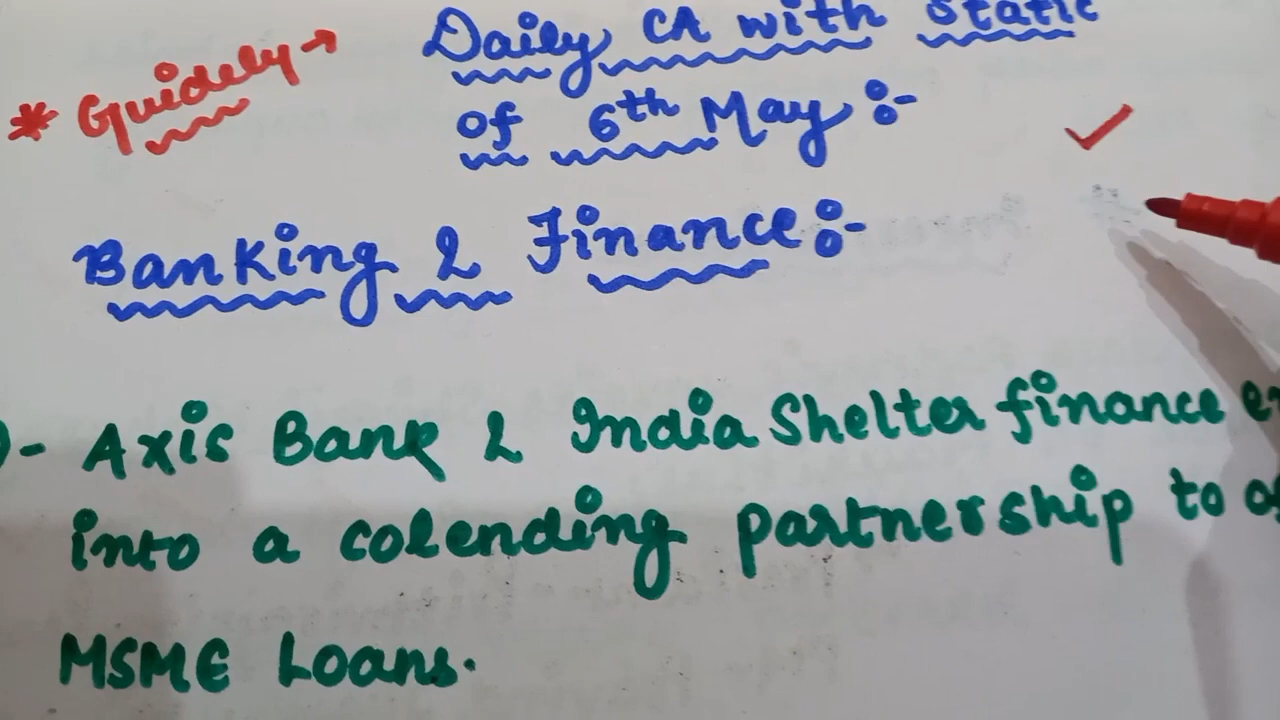 Daily CA with Static
* Guidely →
of 6th May :-
Banking & Finance :-
)- Axis Bank & India Shelter finance
into a colending partnership to
MSME Loans.